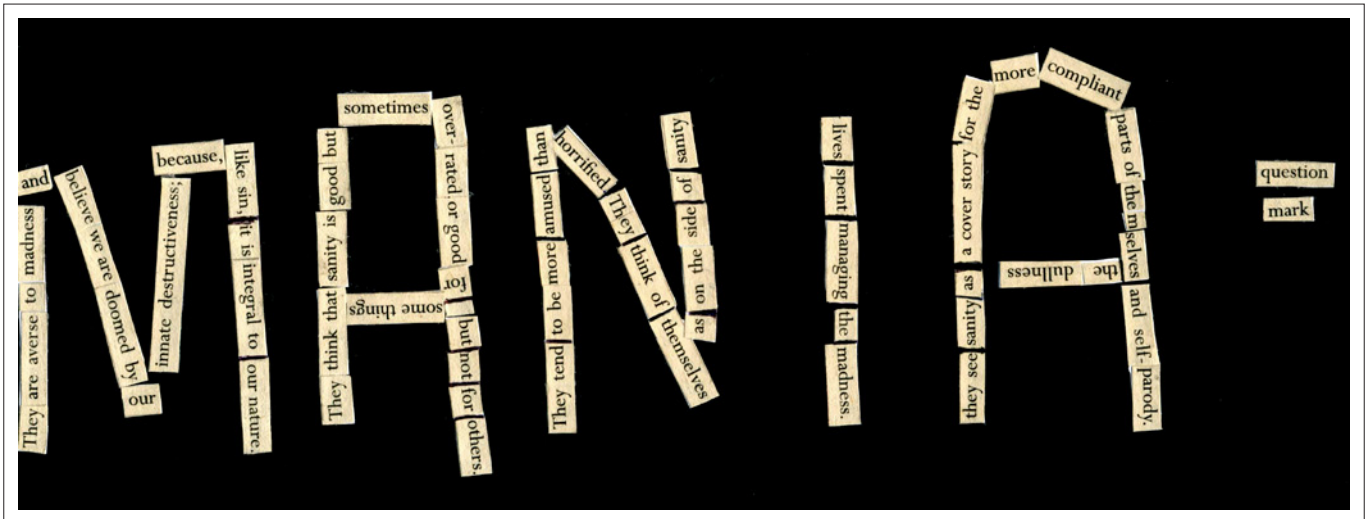 They are averse to madness
and
believe we are doomed by
our
innate destructiveness;
because,
like sin, it is integral to our nature.
They think that sanity is good but
sometimes
over-rated or good for
some things
but not for others.
They tend to be more amused than
horrified. They think of themselves
as on the side of sanity
lives spent managing the madness.
they see sanity as a cover story for the
more
compliant
parts of themselves and self-parody.
the dullness
question
mark